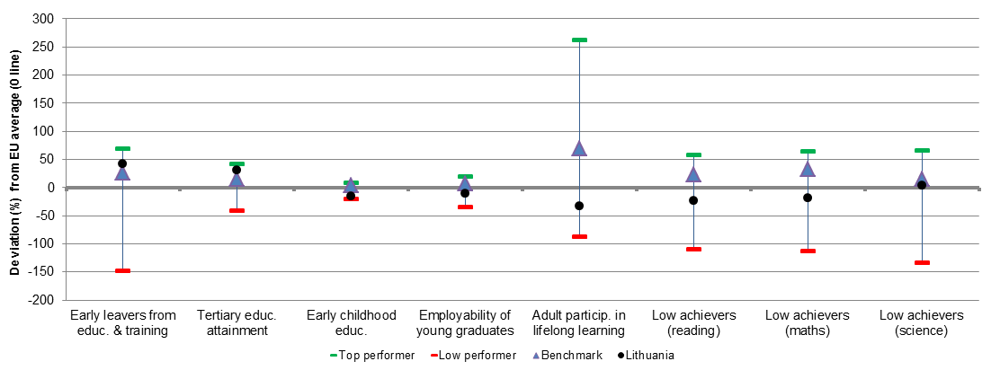 Deviation (%) from EU average (0 line)
300
250
200
150
100
50
0
-50
-100
-150
-200
Early leavers from
educ. & training
Tertiary educ.
attainment
Early childhood
educ.
Employability of
young graduates
Adult particip. in
lifelong learning
Low achievers
(reading)
Low achievers
(maths)
Low achievers
(science)
Top performer
Low performer
Benchmark
Lithuania